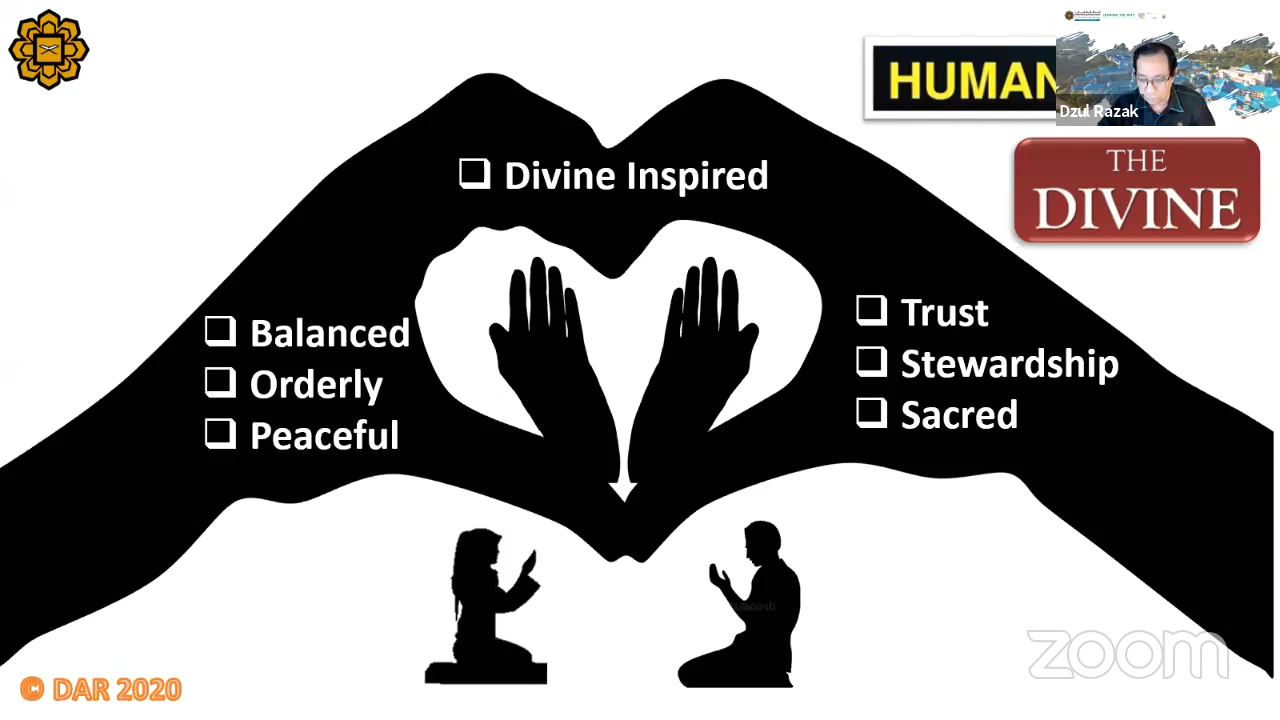 HUMAN
Dzul Razak
THE
DIVINE
Divine Inspired
Balanced
Orderly
Peaceful
Trust
Stewardship
Sacred
© DAR 2020
zoom